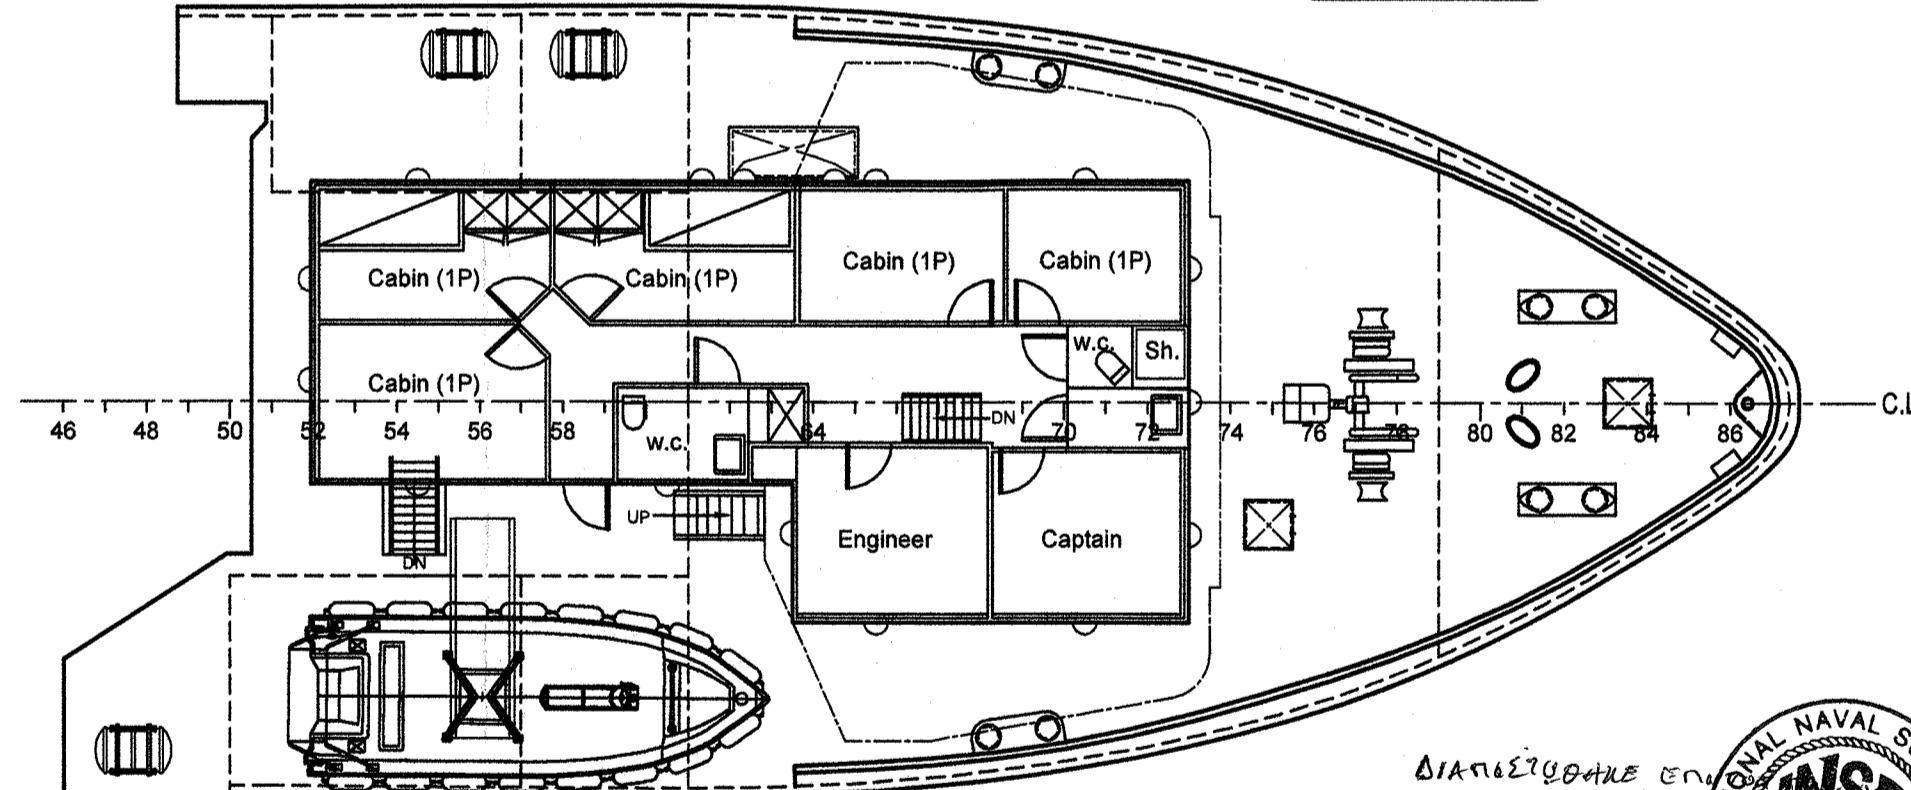 Cabin (1P)
Cabin (1P)
Cabin (1P)
Cabin (1P)
W.C.
Sh.
Cabin (1P)
DN
C.L
46 48 50 52 54 56 58 64 70 72 74 76 78 80 82 84 86
W.C.
UP
Engineer
Captain
DN
NAVAL